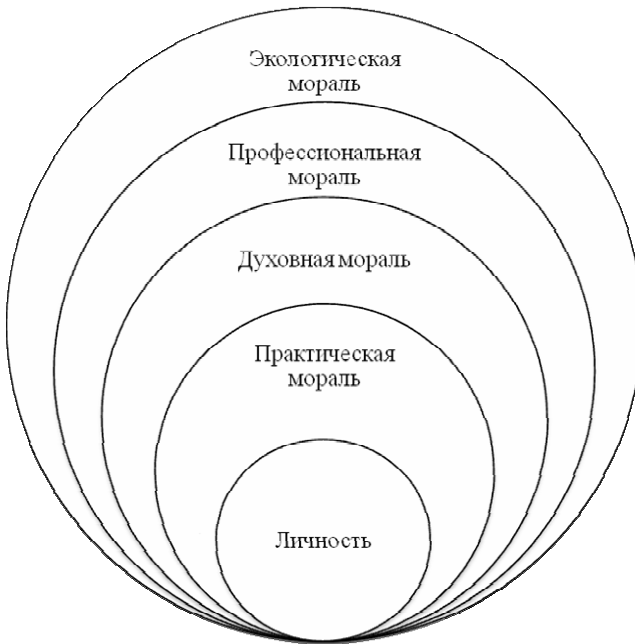 Экологическая
мораль
Профессиональная
мораль
Духовная мораль
Практическая
мораль
Личность